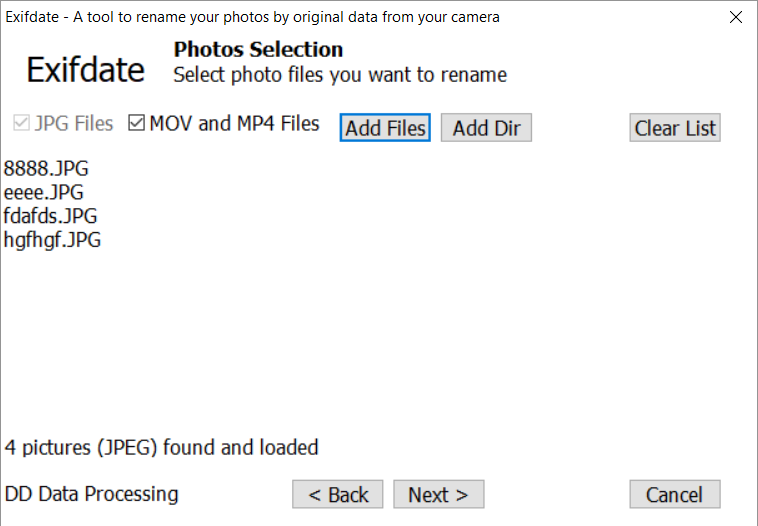 Exifdate - A tool to rename your photos by original data from your camera
Exifdate
Photos Selection
Select photo files you want to rename
JPG Files
MOV and MP4 Files
Add Files
Add Dir
Clear List
8888.JPG
eeee.JPG
fdafds.JPG
hgfhgf.JPG
4 pictures (JPEG) found and loaded
DD Data Processing
< Back
Next >
Cancel